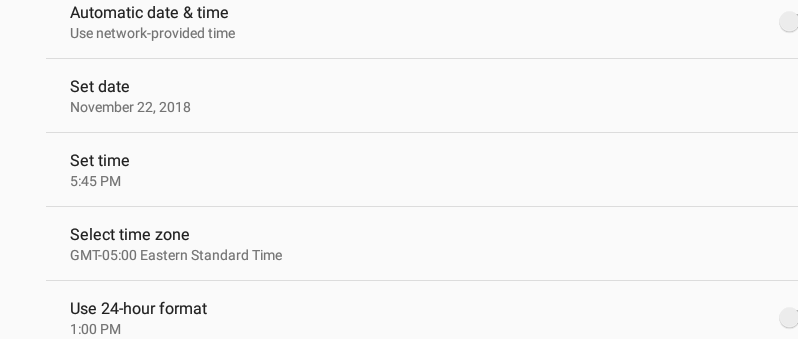 Automatic date & time
Use network-provided time
Set date
November 22, 2018
Set time
5:45 PM
Select time zone
GMT-05:00 Eastern Standard Time
Use 24-hour format
1:00 PM